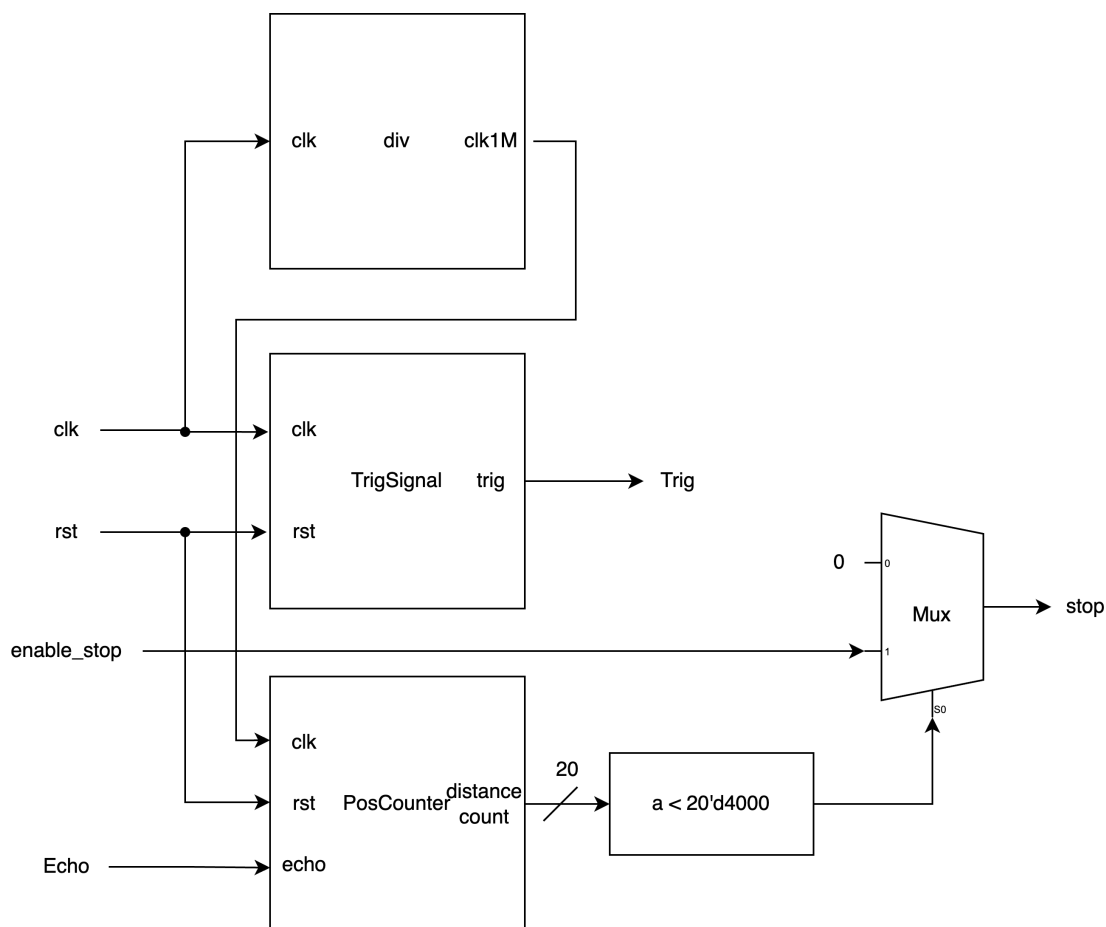 clk div clk1M
clk
clk
TrigSignal trig
Trig
rst
rst
0
0
Mux
stop
enable_stop
1
S0
clk
20
distance
rst PosCounter
count
a < 20'd4000
Echo
echo